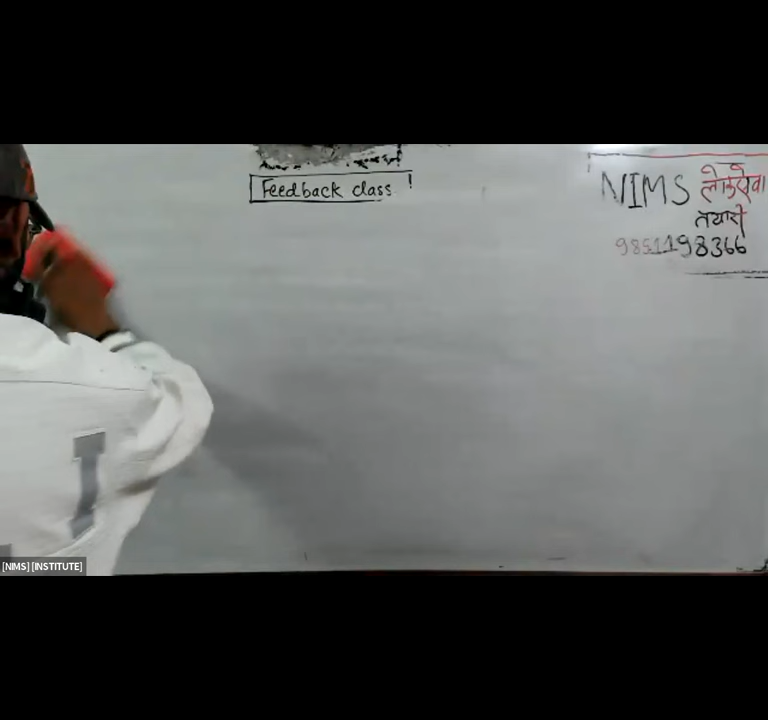 Feedback class !
NIMS लोकसेवा
तयारी
9851198366
I
[NIMS] [INSTITUTE]